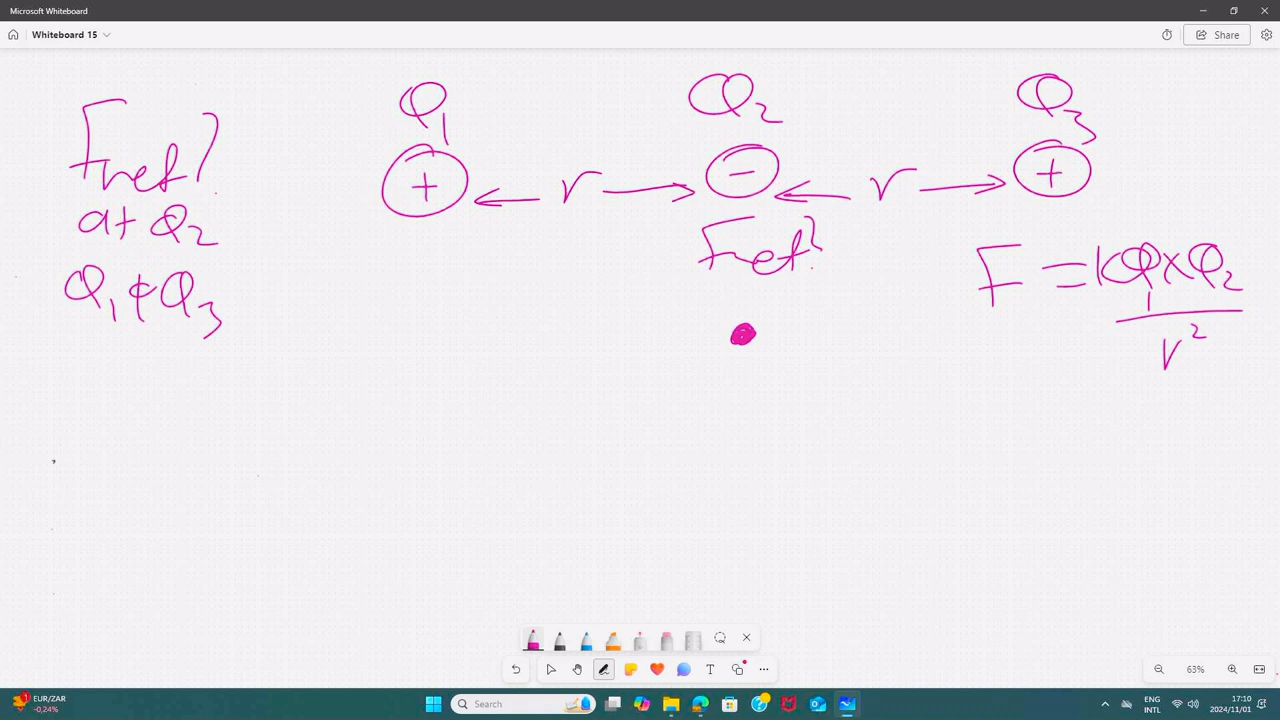 Microsoft Whiteboard
Whiteboard 15
Share
Q1
Q2
Q3
Fnet?
at Q2
Q1 & Q3
+
r
-
r
+
Fnet?
F = KQ1 x Q2
r²
63%
EUR/ZAR
-0.24%
1
Search
ENG
INTL
17:10
2024/11/01